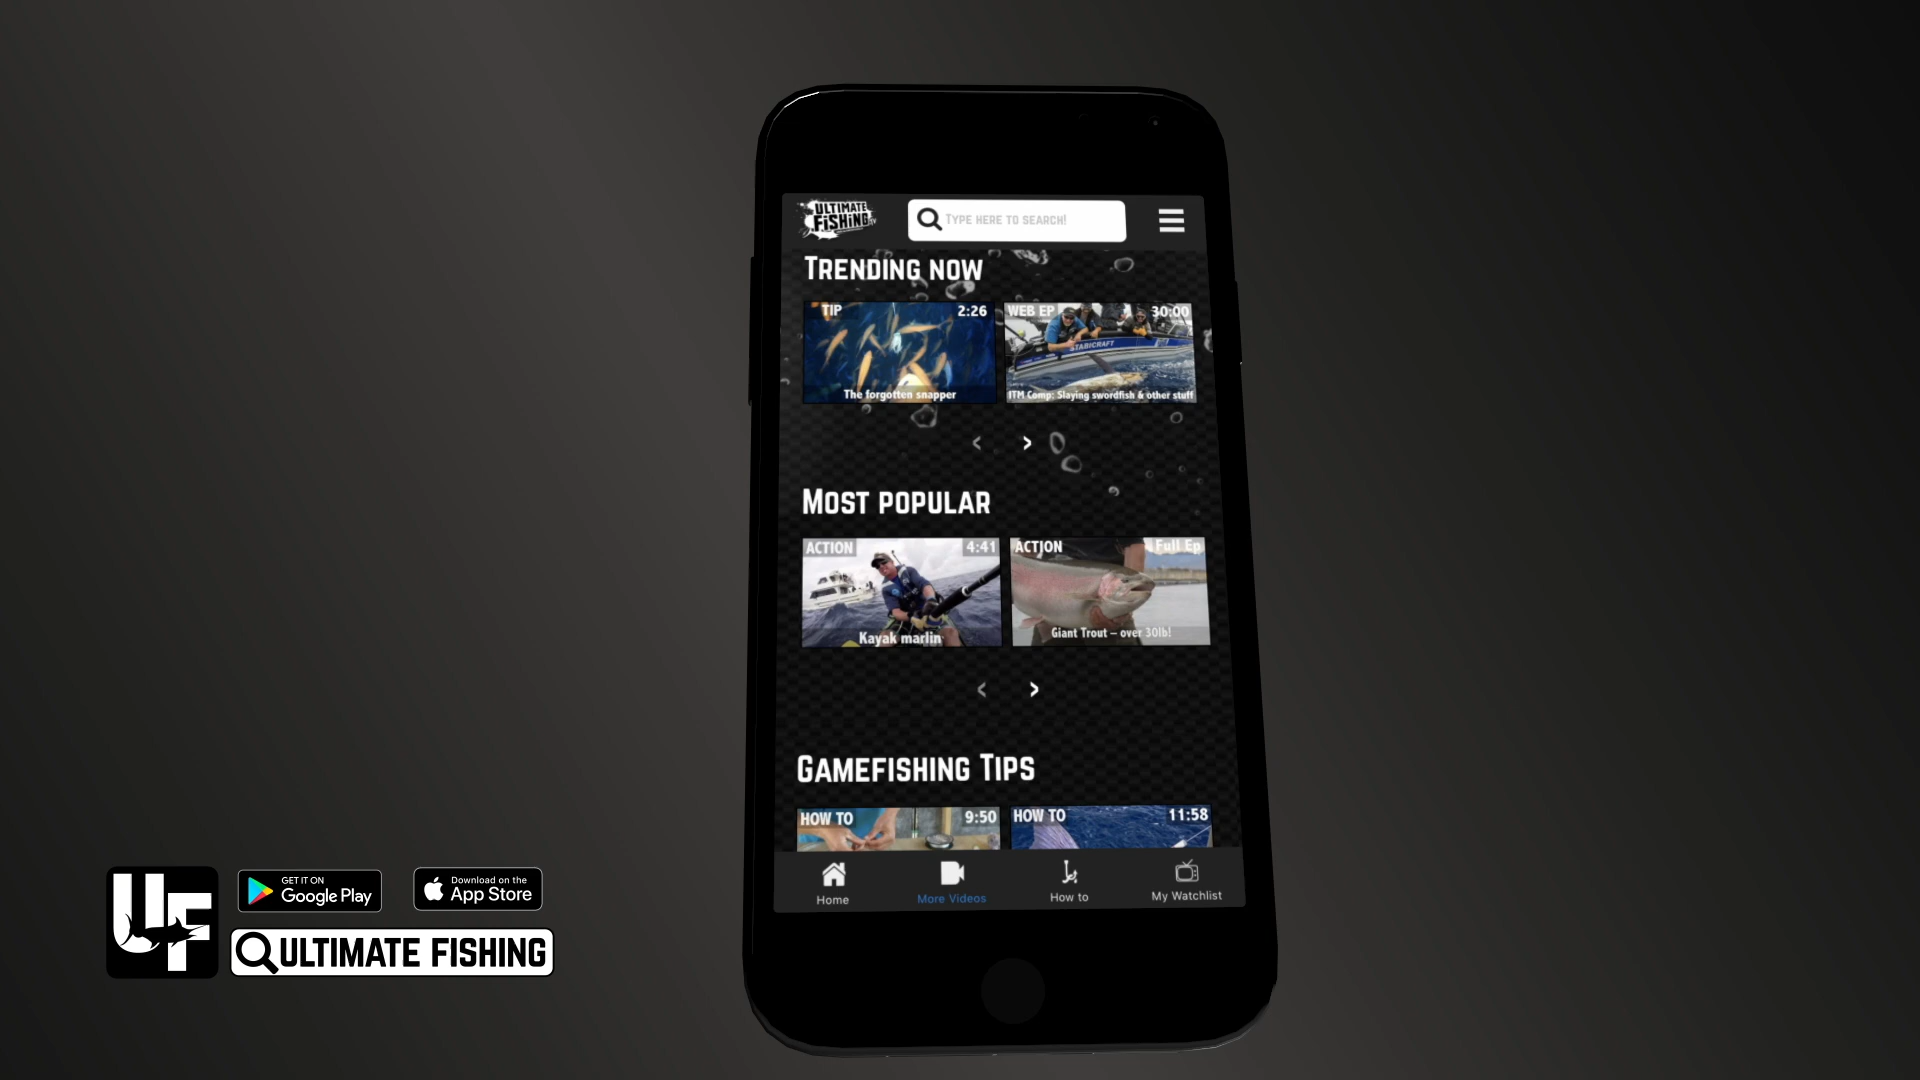 ULTIMATE
FISHING TV
TYPE HERE TO SEARCH!
TRENDING NOW
TIP 2:26
The forgotten snapper
WEB EP 30:00
STABICRAFT
ITM Comp: Slaying swordfish & other stuff
< >
MOST POPULAR
ACTION 4:41
Kayak marlin
ACTION Full Ep
Giant Trout – over 30lb!
< >
GAMEFISHING TIPS
HOW TO 9:50
HOW TO 11:58
Home
More Videos
How to
My Watchlist
UF
GET IT ON
Google Play
Download on the
App Store
ULTIMATE FISHING